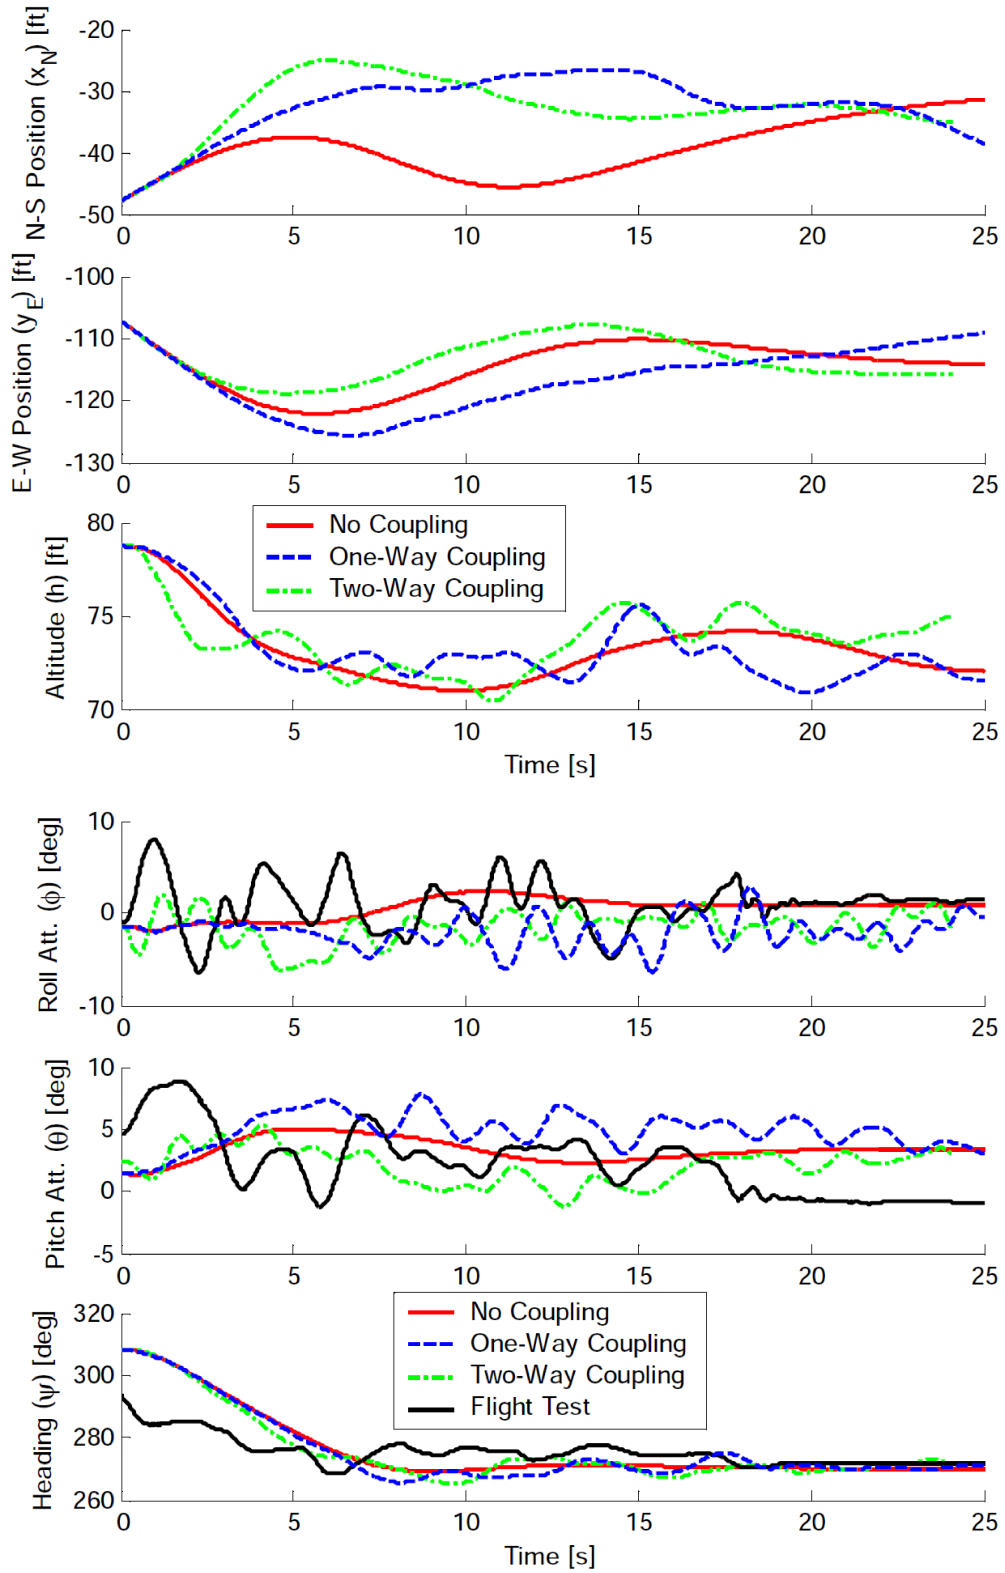 N-S Position (x_N) [ft]
-20
-30
-40
-50
0 5 10 15 20 25
E-W Position (y_E) [ft]
-100
-110
-120
-130
0 5 10 15 20 25
Altitude (h) [ft]
80
75
70
No Coupling
One-Way Coupling
Two-Way Coupling
0 5 10 15 20 25
Time [s]
Roll Att. (ϕ) [deg]
10
0
-10
0 5 10 15 20 25
Pitch Att. (θ) [deg]
10
5
0
-5
0 5 10 15 20 25
Heading (ψ) [deg]
320
300
280
260
No Coupling
One-Way Coupling
Two-Way Coupling
Flight Test
0 5 10 15 20 25
Time [s]